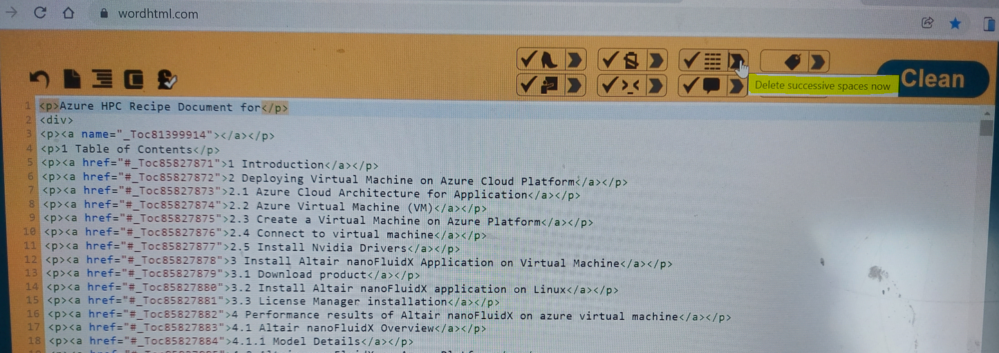 wordhtml.com
Clean
Delete successive spaces now
1 <p>Azure HPC Recipe Document for</p>
2 <div>
3 <p><a name="_Toc81399914"></a></p>
4 <p>1 Table of Contents</p>
5 <p><a href="#_Toc85827871">1 Introduction</a></p>
6 <p><a href="#_Toc85827872">2 Deploying Virtual Machine on Azure Cloud Platform</a></p>
7 <p><a href="#_Toc85827873">2.1 Azure Cloud Architecture for Application</a></p>
8 <p><a href="#_Toc85827874">2.2 Azure Virtual Machine (VM)</a></p>
9 <p><a href="#_Toc85827875">2.3 Create a Virtual Machine on Azure Platform</a></p>
10 <p><a href="#_Toc85827876">2.4 Connect to virtual machine</a></p>
11 <p><a href="#_Toc85827877">2.5 Install Nvidia Drivers</a></p>
12 <p><a href="#_Toc85827878">3 Install Altair nanoFluidX Application on Virtual Machine</a></p>
13 <p><a href="#_Toc85827879">3.1 Download product</a></p>
14 <p><a href="#_Toc85827880">3.2 Install Altair nanoFluidX application on Linux</a></p>
15 <p><a href="#_Toc85827881">3.3 License Manager installation</a></p>
16 <p><a href="#_Toc85827882">4 Performance results of Altair nanoFluidX on azure virtual machine</a></p>
17 <p><a href="#_Toc85827883">4.1 Altair nanoFluidX Overview</a></p>
18 <p><a href="#_Toc85827884">4.1.1 Model Details</a></p>